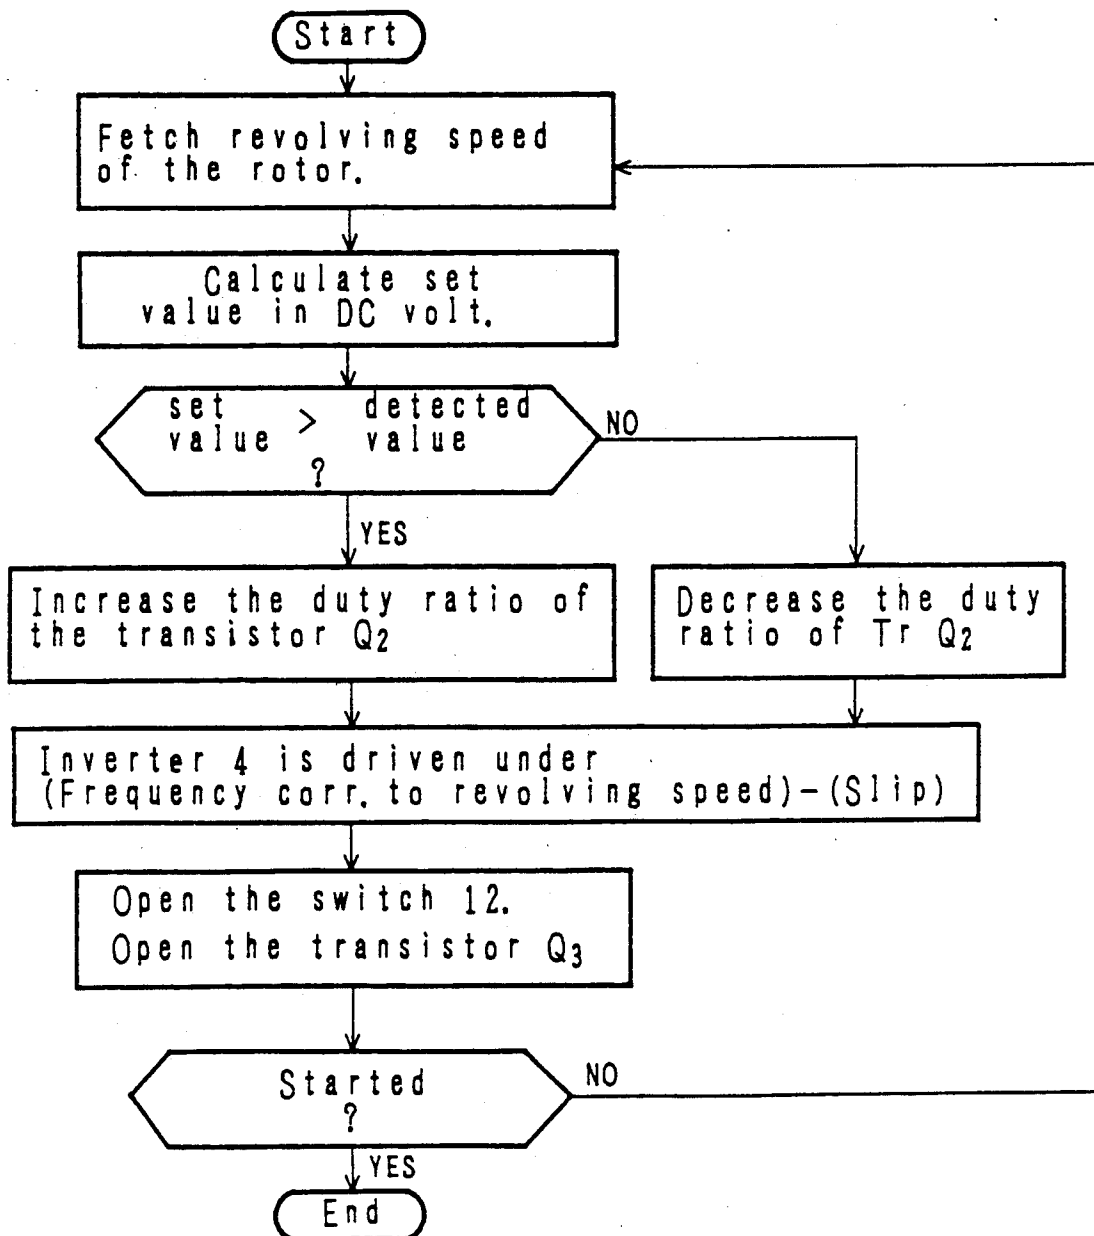 Start
Fetch revolving speed
of the rotor.
Calculate set
value in DC volt.
set > detected
value value
?
NO
YES
Increase the duty ratio of
the transistor Q2
Decrease the duty
ratio of Tr Q2
Inverter 4 is driven under
(Frequency corr. to revolving speed)-(Slip)
Open the switch 12.
Open the transistor Q3
Started
?
NO
YES
End